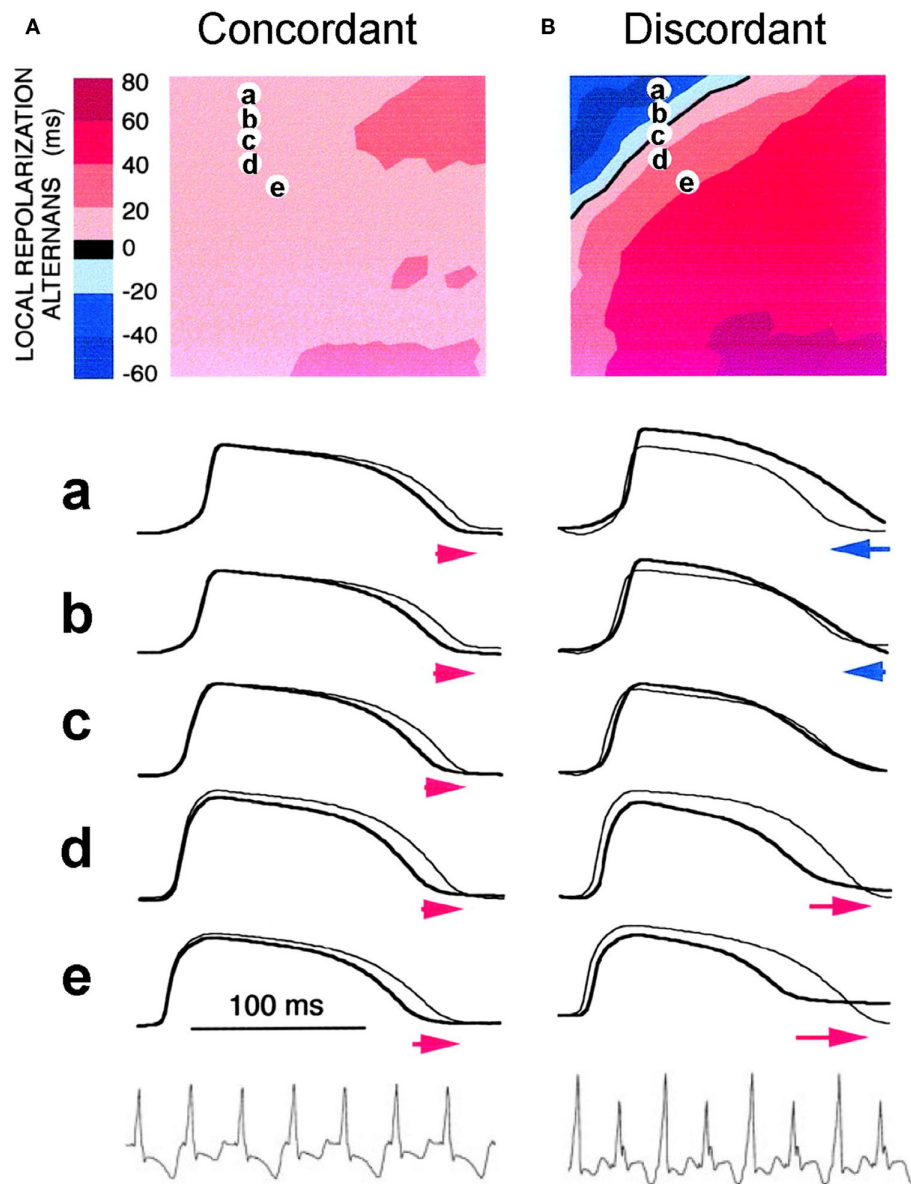 A Concordant
B Discordant
LOCAL REPOLARIZATION
ALTERNANS (ms)
80
60
40
20
0
-20
-40
-60
a
b
c
d
e
a
b
c
d
e
a
b
c
d
e
100 ms